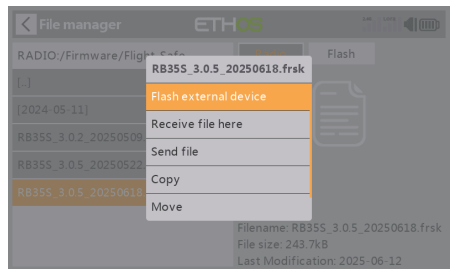 File manager
ETHOS
RADIO:/Firmware/Flight_Safe
Flash
[..]
[2024-05-11]
RB35S_3.0.2_20250509
RB35S_3.0.5_20250522
RB35S_3.0.5_20250618
RB35S_3.0.5_20250618.frsk
Flash external device
Receive file here
Send file
Copy
Move
Filename: RB35S_3.0.5_20250618.frsk
File size: 243.7kB
Last Modification: 2025-06-12